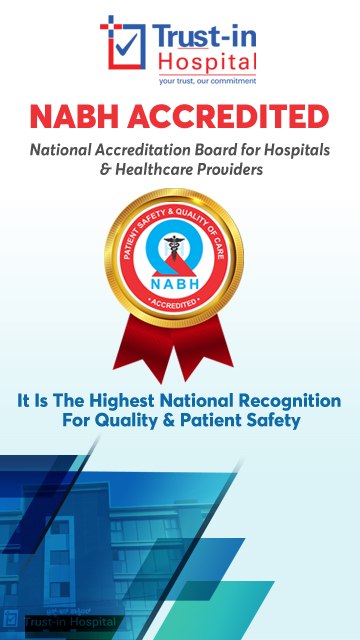 Trust-in
Hospital
your trust, our commitment
NABH ACCREDITED
National Accreditation Board for Hospitals
& Healthcare Providers
PATIENT SAFETY & QUALITY OF CARE
NABH
• ACCREDITED •
It Is The Highest National Recognition
For Quality & Patient Safety
Trust-in Hospital